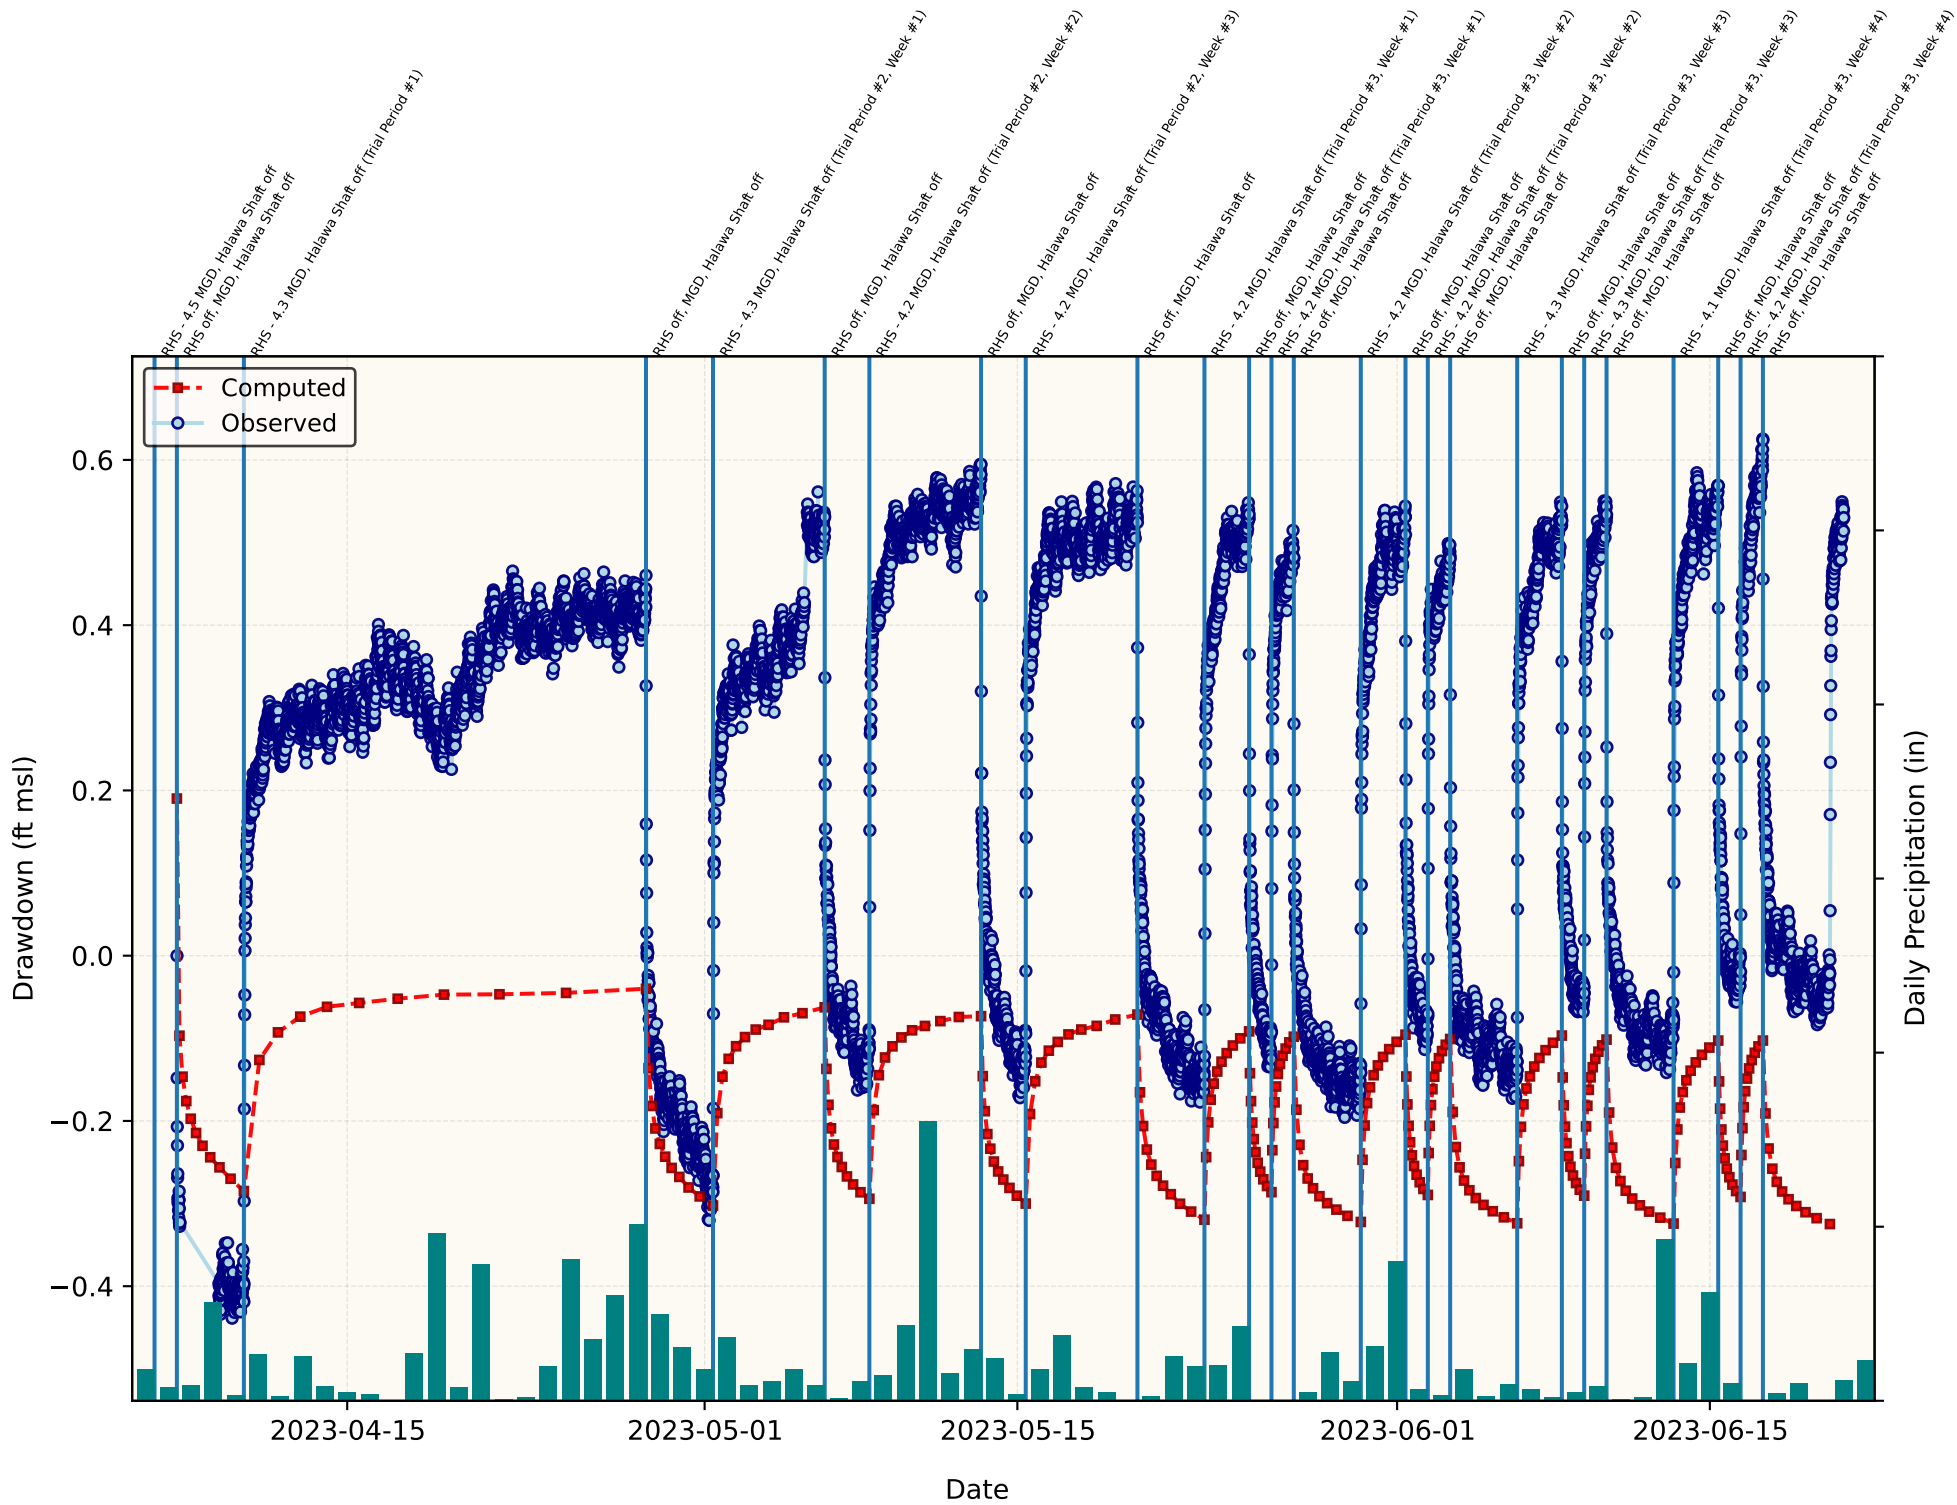 RHS - 4.5 MGD, Halawa Shaft off
RHS off, MGD, Halawa Shaft off
RHS - 4.3 MGD, Halawa Shaft off (Trial Period #1)
RHS off, MGD, Halawa Shaft off
RHS - 4.3 MGD, Halawa Shaft off (Trial Period #2, Week #1)
RHS off, MGD, Halawa Shaft off
RHS - 4.2 MGD, Halawa Shaft off (Trial Period #2, Week #2)
RHS off, MGD, Halawa Shaft off
RHS - 4.2 MGD, Halawa Shaft off (Trial Period #2, Week #3)
RHS off, MGD, Halawa Shaft off
RHS - 4.2 MGD, Halawa Shaft off (Trial Period #3, Week #1)
RHS off, MGD, Halawa Shaft off
RHS - 4.2 MGD, Halawa Shaft off (Trial Period #3, Week #1)
RHS off, MGD, Halawa Shaft off
RHS - 4.2 MGD, Halawa Shaft off (Trial Period #3, Week #2)
RHS off, MGD, Halawa Shaft off
RHS - 4.2 MGD, Halawa Shaft off (Trial Period #3, Week #2)
RHS off, MGD, Halawa Shaft off
RHS - 4.3 MGD, Halawa Shaft off (Trial Period #3, Week #3)
RHS off, MGD, Halawa Shaft off
RHS - 4.3 MGD, Halawa Shaft off (Trial Period #3, Week #3)
RHS off, MGD, Halawa Shaft off
RHS - 4.1 MGD, Halawa Shaft off (Trial Period #3, Week #4)
RHS off, MGD, Halawa Shaft off
RHS - 4.2 MGD, Halawa Shaft off (Trial Period #3, Week #4)
RHS off, MGD, Halawa Shaft off
Computed
Observed
0.6
0.4
0.2
0.0
−0.2
−0.4
Drawdown (ft msl)
Daily Precipitation (in)
2023-04-15
2023-05-01
2023-05-15
2023-06-01
2023-06-15
Date